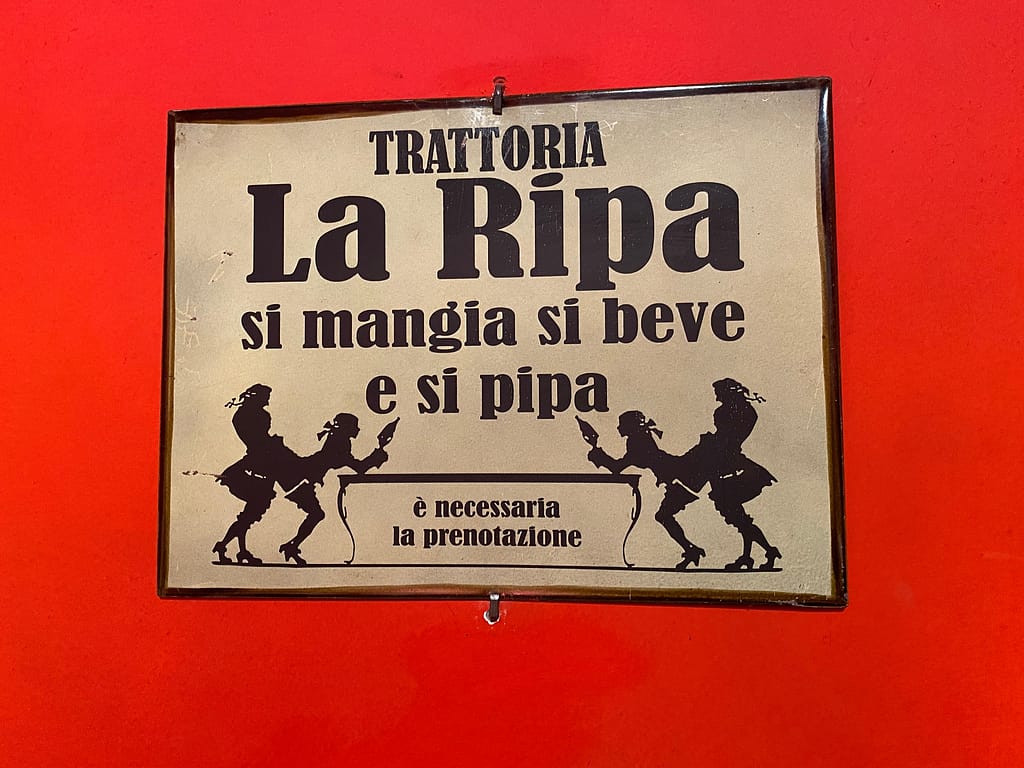 TRATTORIA
La Ripa
si mangia si beve
e si pipa
è necessaria
la prenotazione